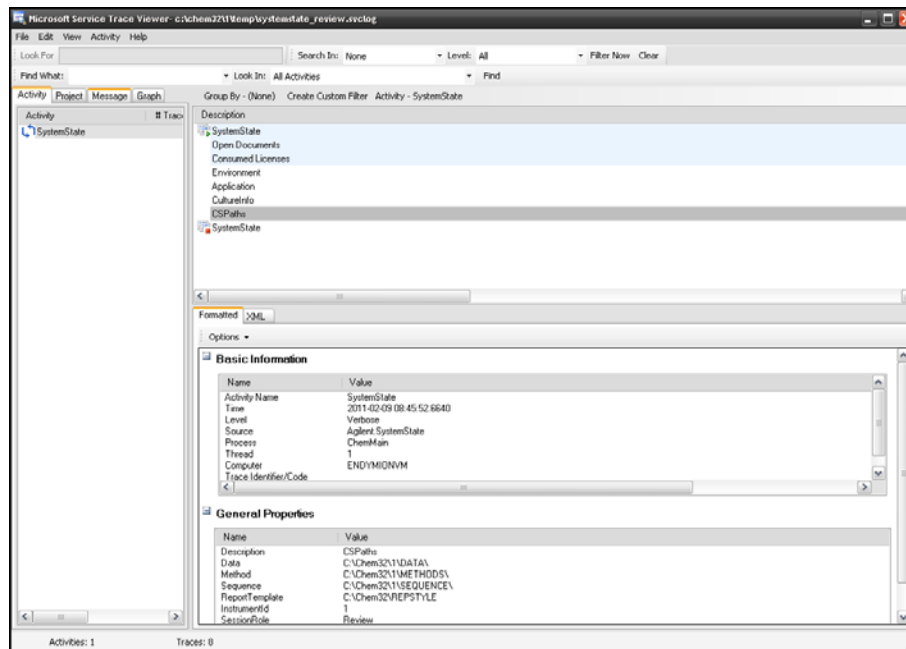 Microsoft Service Trace Viewer- c:\chem32\1\temp\systemstate_review.svclog
File Edit View Activity Help
Look For Search In: None Level: All Filter Now Clear
Find What: Look In: All Activities Find
Activity Project Message Graph Group By - (None) Create Custom Filter Activity - SystemState
Activity # Trac Description
SystemState SystemState
Open Documents
Consumed Licenses
Environment
Application
CultureInfo
CSPaths
SystemState
Formatted XML
Options
Basic Information
Name Value
Activity Name SystemState
Time 2011-02-09 08:45:52.6640
Level Verbose
Source Agilent.SystemState
Process ChemMain
Thread 1
Computer ENDYMIONVM
Trace Identifier/Code
General Properties
Name Value
Description CSPaths
Data C:\Chem32\1\DATA\
Method C:\Chem32\1\METHODS\
Sequence C:\Chem32\1\SEQUENCE\
ReportTemplate C:\Chem32\REPSTYLE
InstrumentId 1
SessionRole Review
Activities: 1 Traces: 8